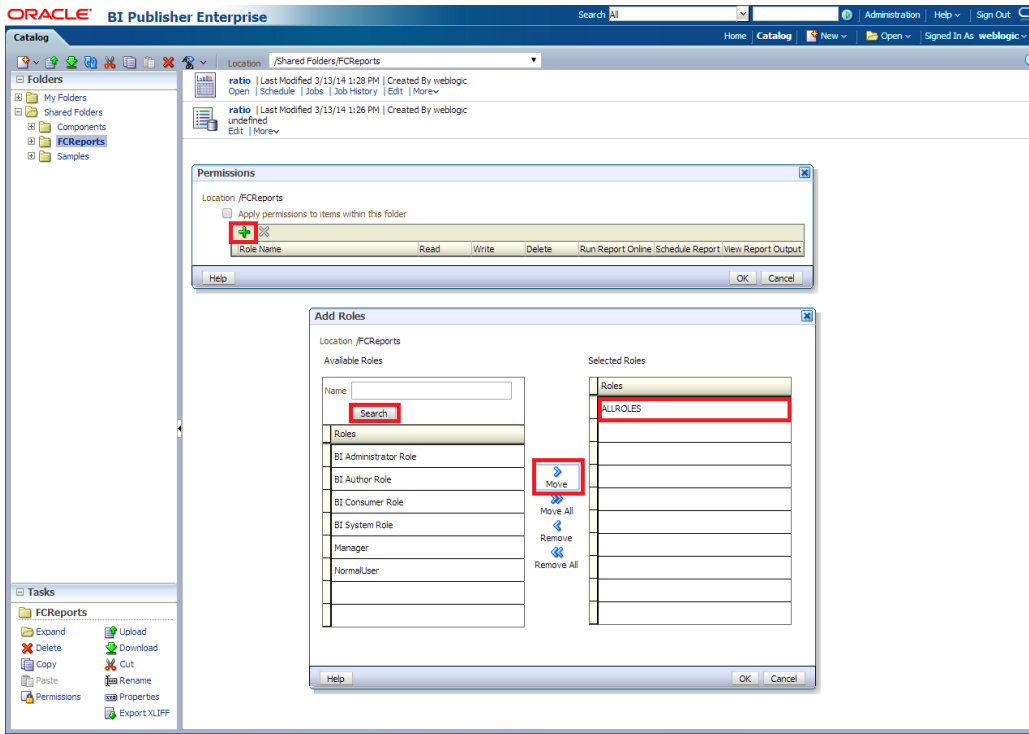 ORACLE BI Publisher Enterprise Search All Administration Help Sign Out
Catalog Home Catalog New Open Signed In As weblogic
Location /Shared Folders/FCReports
Folders
My Folders
Shared Folders
Components
FCReports
Samples
ratio | Last Modified 3/13/14 1:28 PM | Created By weblogic
Open | Schedule | Jobs | Job History | Edit | More
ratio | Last Modified 3/13/14 1:26 PM | Created By weblogic
undefined
Edit | More
Permissions
Location /FCReports
Apply permissions to items within this folder
Role Name Read Write Delete Run Report Online Schedule Report View Report Output
Help OK Cancel
Add Roles
Location /FCReports
Available Roles Selected Roles
Name Roles
Search ALLROLES
Roles
BI Administrator Role
BI Author Role
BI Consumer Role
BI System Role
Manager
NormalUser
Move
Move All
Remove
Remove All
Help OK Cancel
Tasks
FCReports
Expand Upload
Delete Download
Copy Cut
Paste Rename
Permissions Properties
Export XLIFF